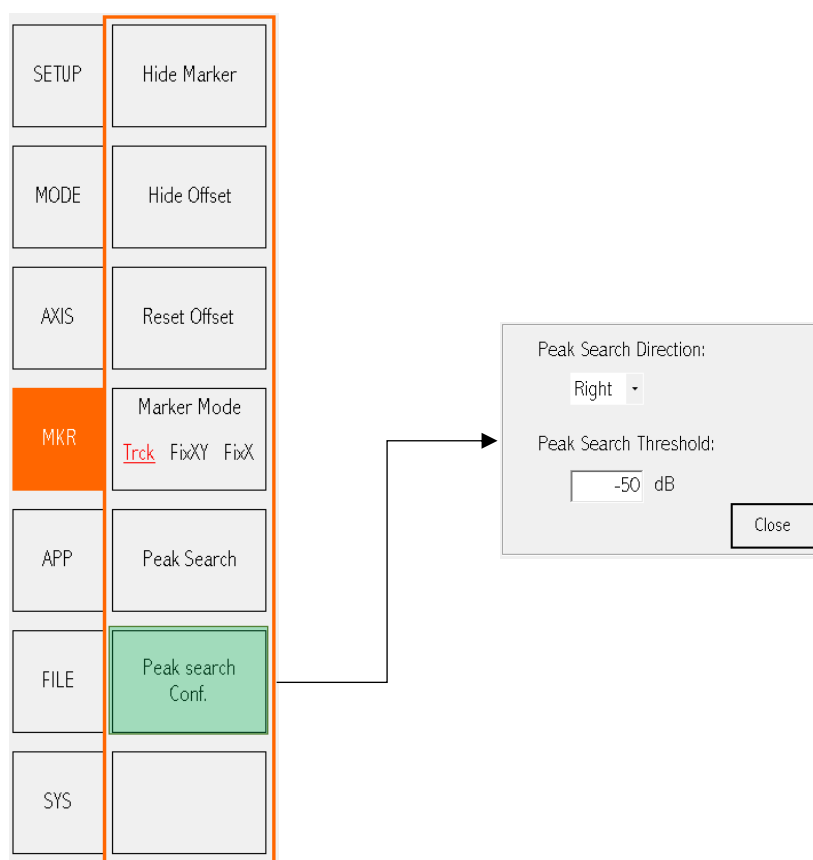 SETUP
MODE
AXIS
MKR
APP
FILE
SYS
Hide Marker
Hide Offset
Reset Offset
Marker Mode
Trck FixXY FixX
Peak Search
Peak search
Conf.
Peak Search Direction:
Right
Peak Search Threshold:
-50 dB
Close